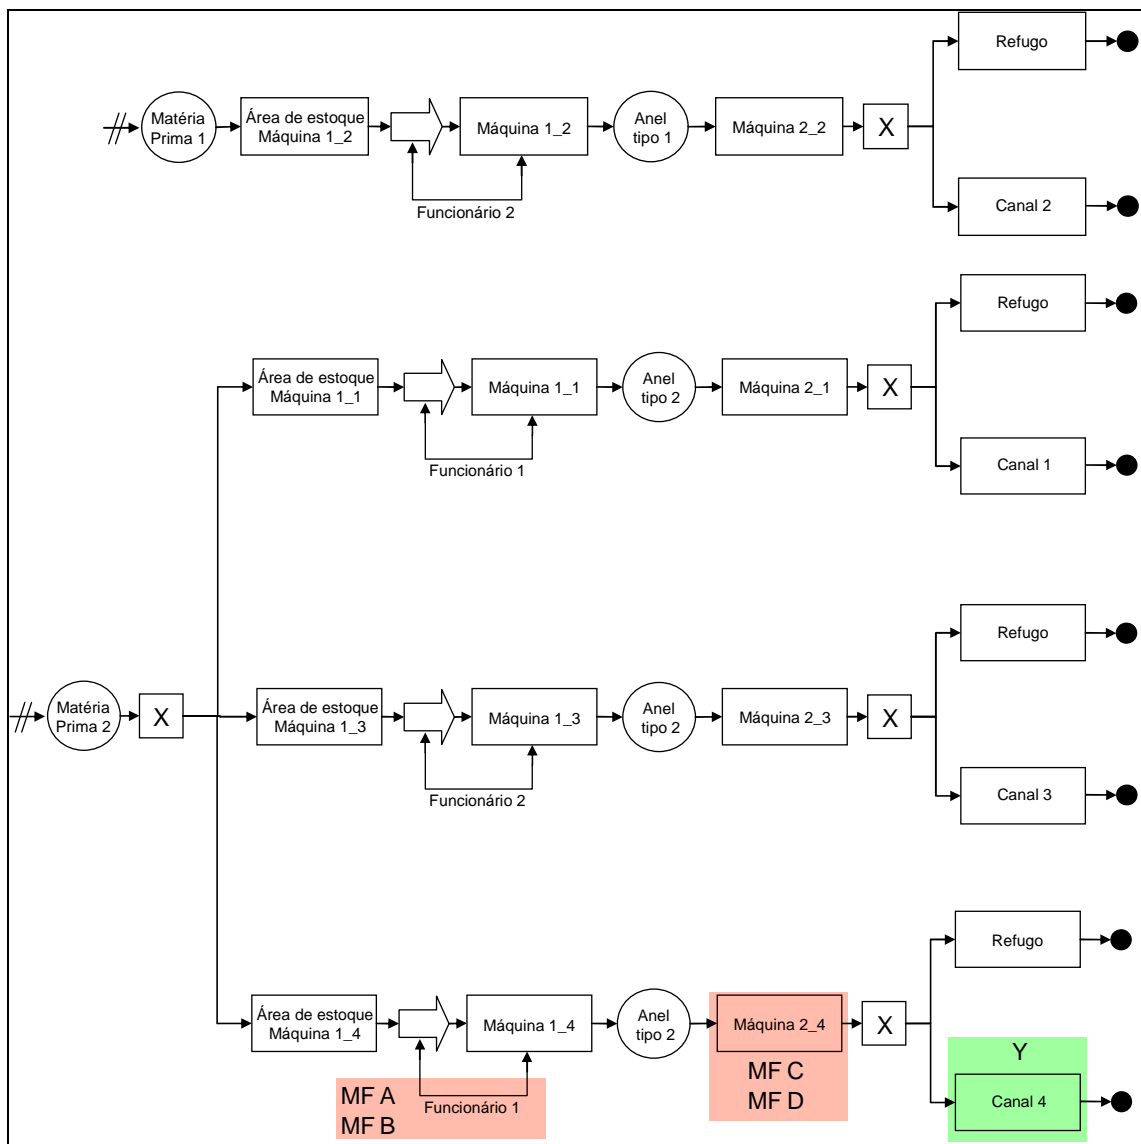 Refugo
Matéria
Prima 1
Área de estoque
Máquina 1_2
Máquina 1_2
Anel
tipo 1
Máquina 2_2
X
Funcionário 2
Canal 2
Refugo
Área de estoque
Máquina 1_1
Máquina 1_1
Anel
tipo 2
Máquina 2_1
X
Funcionário 1
Canal 1
Refugo
Matéria
Prima 2
X
Área de estoque
Máquina 1_3
Máquina 1_3
Anel
tipo 2
Máquina 2_3
X
Funcionário 2
Canal 3
Refugo
Área de estoque
Máquina 1_4
Máquina 1_4
Anel
tipo 2
Máquina 2_4
X
MF A
MF B
Funcionário 1
MF C
MF D
Y
Canal 4